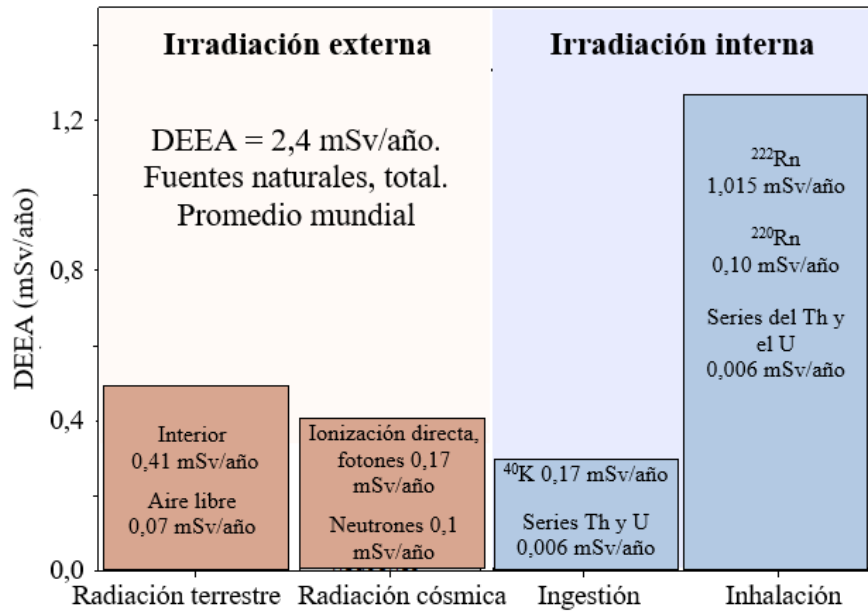 Irradiación externa
Irradiación interna
DEEA = 2,4 mSv/año.
Fuentes naturales, total.
Promedio mundial
DEEA (mSv/año)
1,2
0,8
0,4
0,0
Interior
0,41 mSv/año
Aire libre
0,07 mSv/año
Ionización directa,
fotones 0,17
mSv/año
Neutrones 0,1
mSv/año
⁴⁰K 0,17 mSv/año
Series Th y U
0,006 mSv/año
²²²Rn
1,015 mSv/año
²²⁰Rn
0,10 mSv/año
Series del Th y
el U
0,006 mSv/año
Radiación terrestre
Radiación cósmica
Ingestión
Inhalación